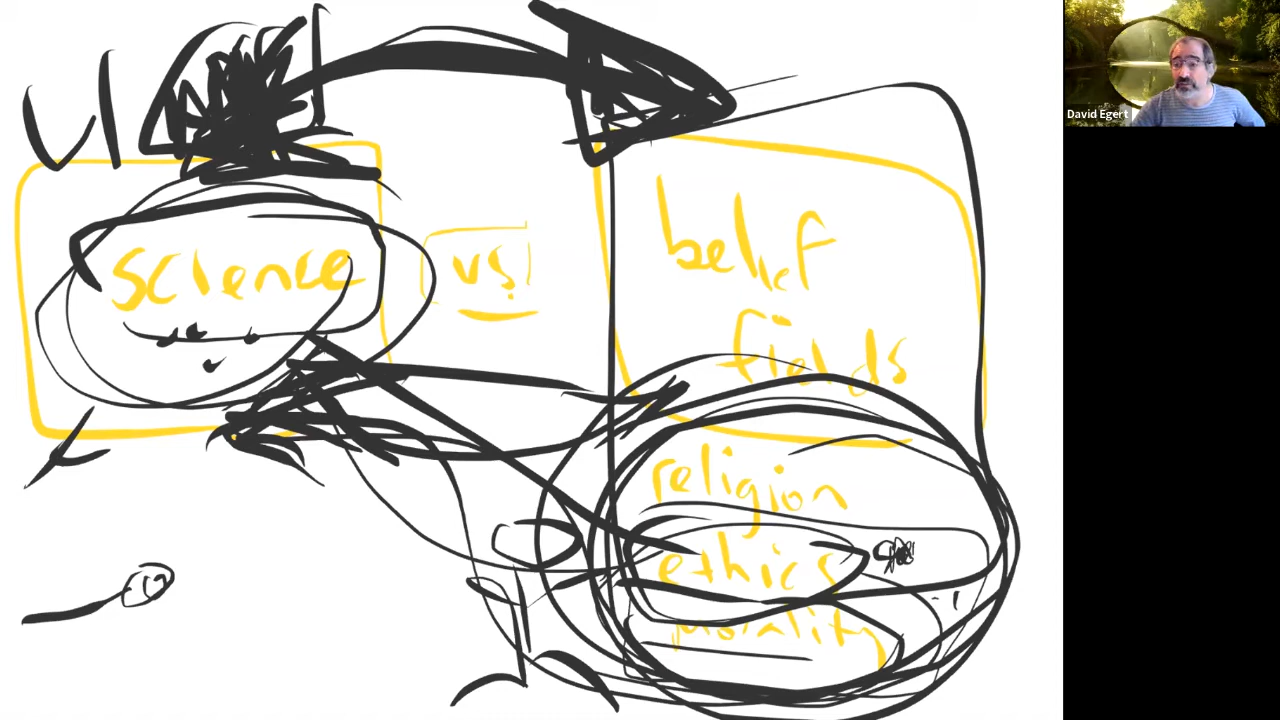 science
vs.
belief
fields
religion
ethics
morality
David Egert